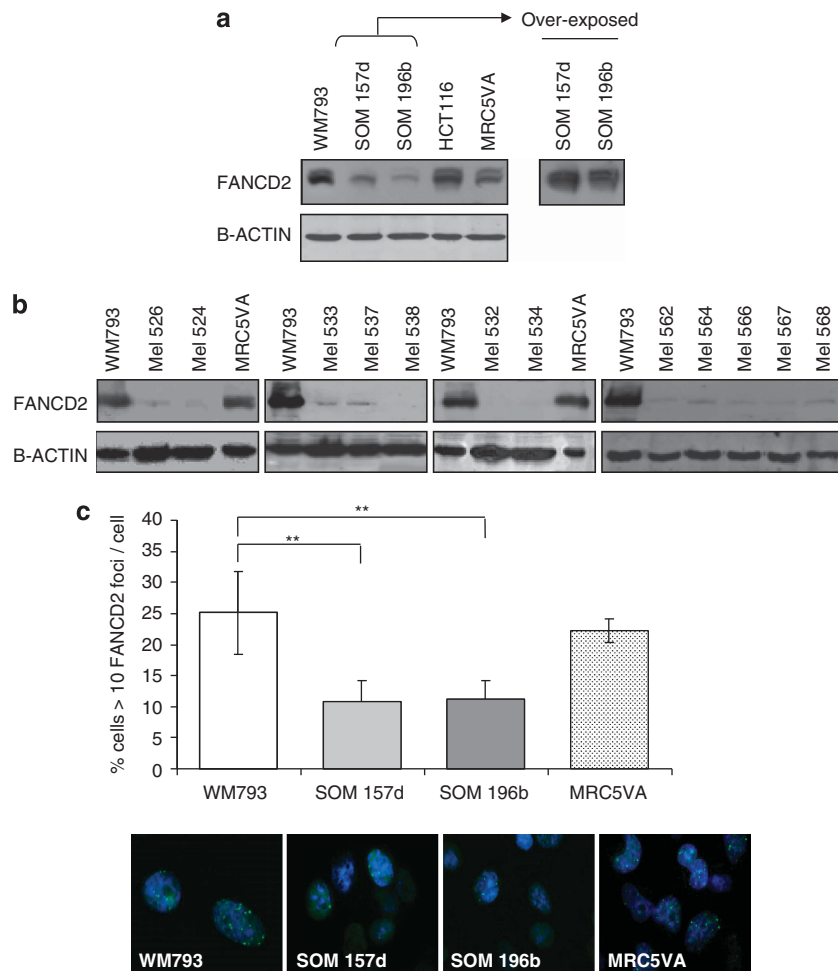 a
Over-exposed
WM793
SOM 157d
SOM 196b
HCT116
MRC5VA
SOM 157d
SOM 196b
FANCD2
B-ACTIN
b
WM793
Mel 526
Mel 524
MRC5VA
WM793
Mel 533
Mel 537
Mel 538
WM793
Mel 532
Mel 534
MRC5VA
WM793
Mel 562
Mel 564
Mel 566
Mel 567
Mel 568
FANCD2
B-ACTIN
c
% cells > 10 FANCD2 foci / cell
40
35
30
25
20
15
10
5
0
**
**
WM793
SOM 157d
SOM 196b
MRC5VA
WM793
SOM 157d
SOM 196b
MRC5VA